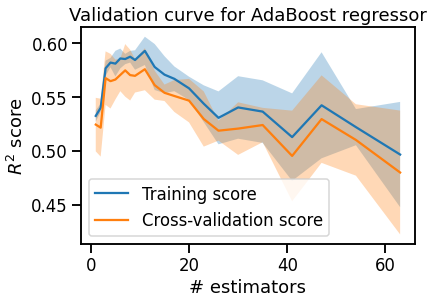 Validation curve for AdaBoost regressor
R² score
0.60
0.55
0.50
0.45
Training score
Cross-validation score
0
20
40
60
# estimators